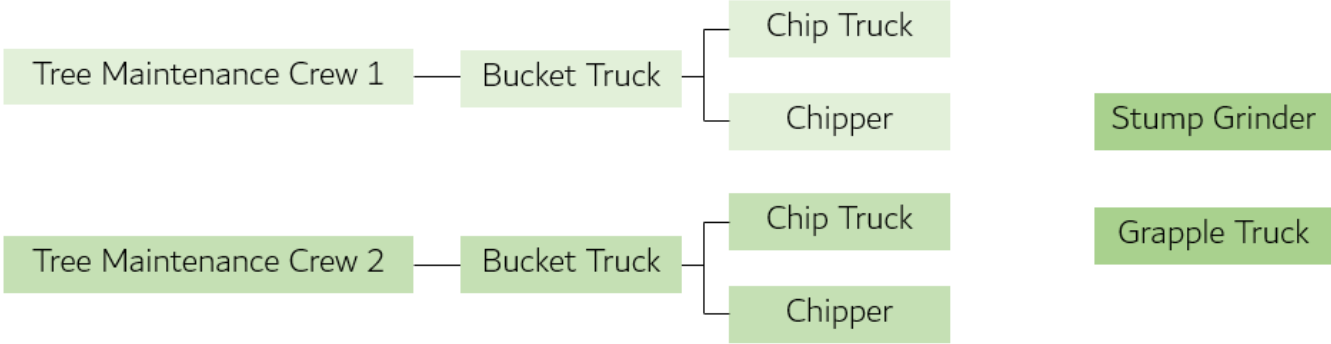 Tree Maintenance Crew 1
Bucket Truck
Chip Truck
Chipper
Tree Maintenance Crew 2
Bucket Truck
Chip Truck
Chipper
Stump Grinder
Grapple Truck